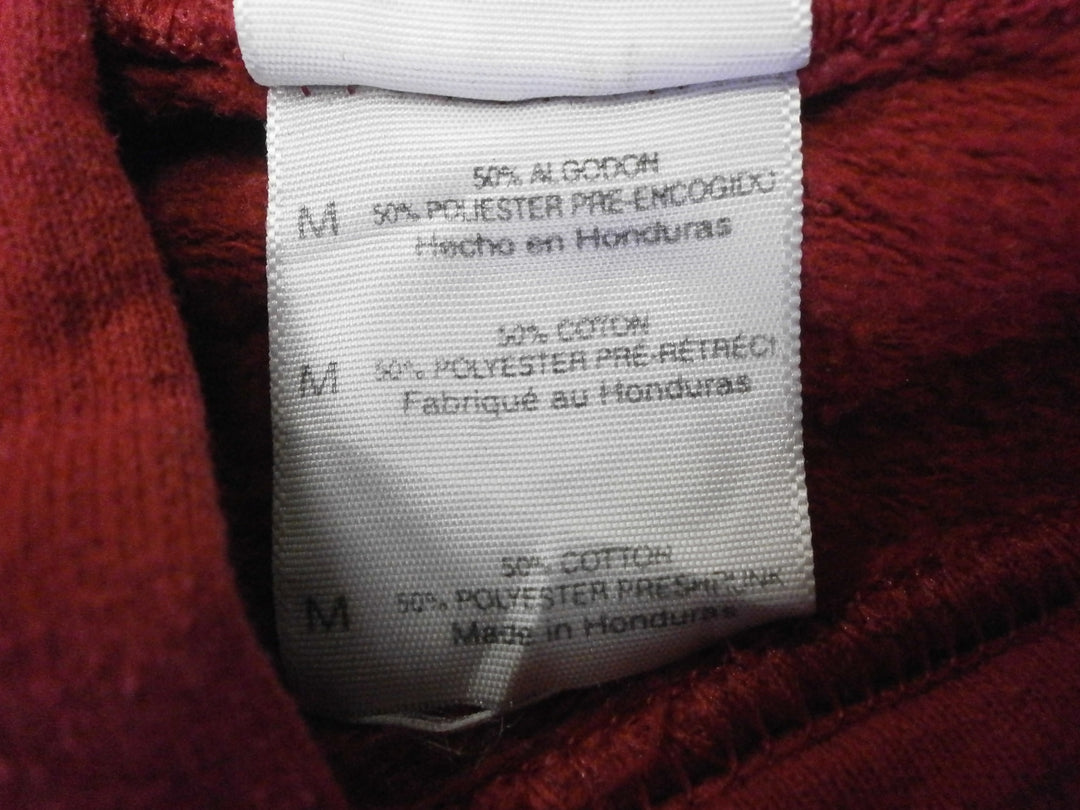 50% ALGODON
M 50% POLIESTER PRE-ENCOGIDO
Hecho en Honduras
50% COTON
M 50% POLYESTER PRÉ-RÉTRÉCI
Fabriqué au Honduras
50% COTTON
M 50% POLYESTER PRESHRUNK
Made in Honduras